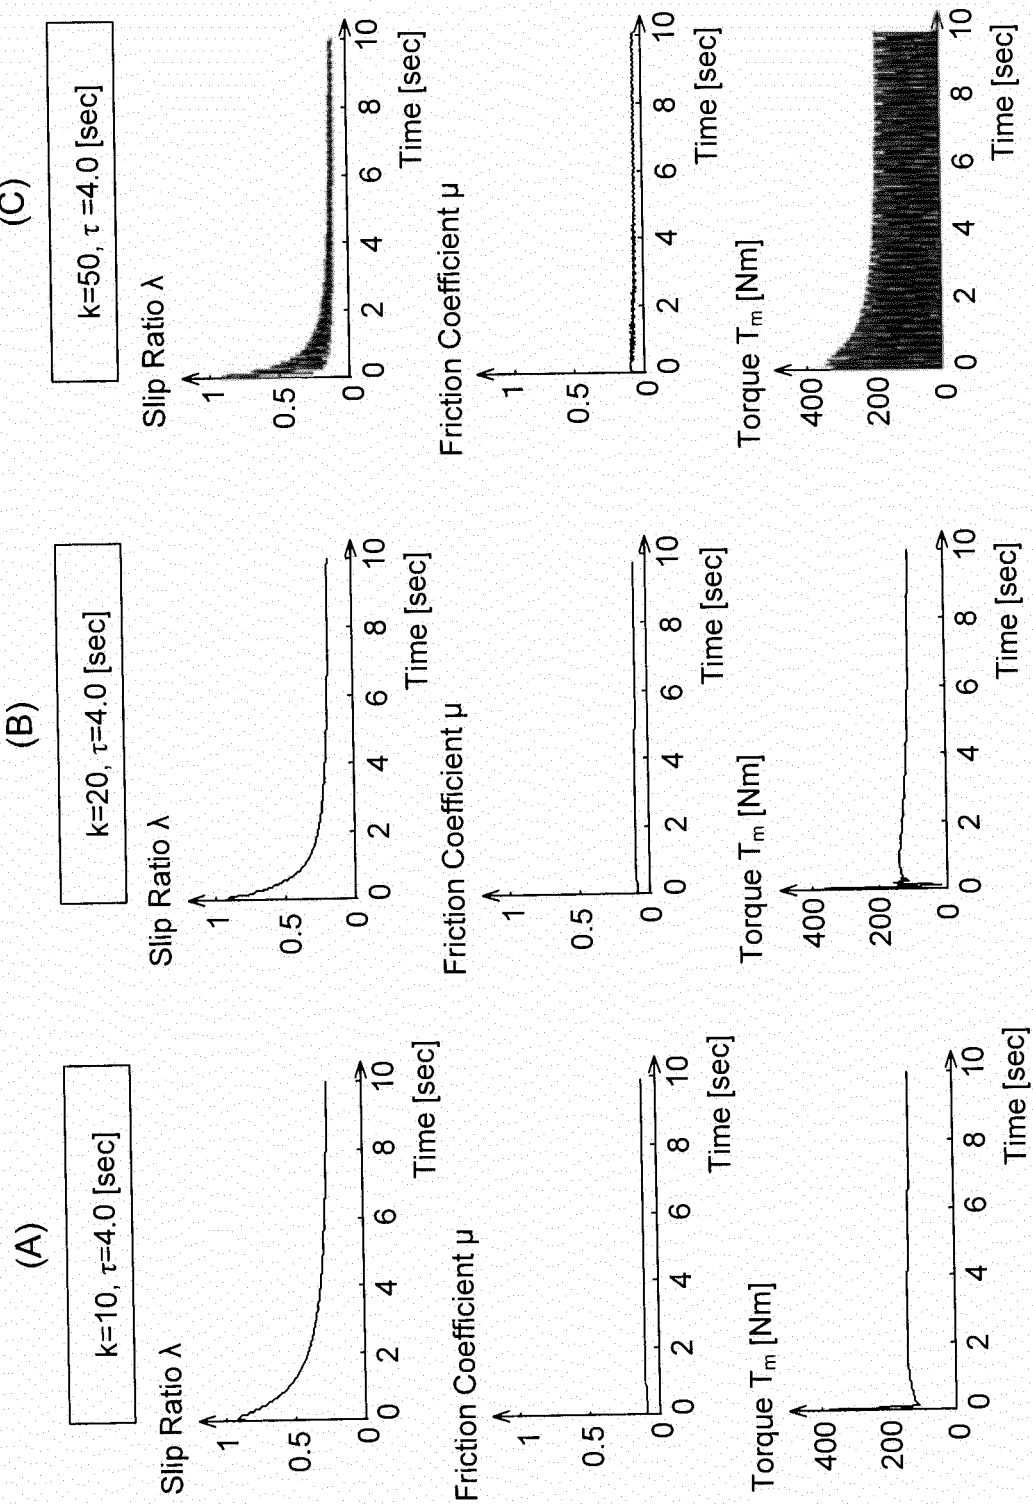 (A)
k=10, τ=4.0 [sec]
Slip Ratio λ
1
0.5
0
0 2 4 6 8 10
Time [sec]
Friction Coefficient μ
1
0.5
0
0 2 4 6 8 10
Time [sec]
Torque Tm [Nm]
400
200
0
0 2 4 6 8 10
Time [sec]
(B)
k=20, τ=4.0 [sec]
Slip Ratio λ
1
0.5
0
0 2 4 6 8 10
Time [sec]
Friction Coefficient μ
1
0.5
0
0 2 4 6 8 10
Time [sec]
Torque Tm [Nm]
400
200
0
0 2 4 6 8 10
Time [sec]
(C)
k=50, τ =4.0 [sec]
Slip Ratio λ
1
0.5
0
0 2 4 6 8 10
Time [sec]
Friction Coefficient μ
1
0.5
0
0 2 4 6 8 10
Time [sec]
Torque Tm [Nm]
400
200
0
0 2 4 6 8 10
Time [sec]